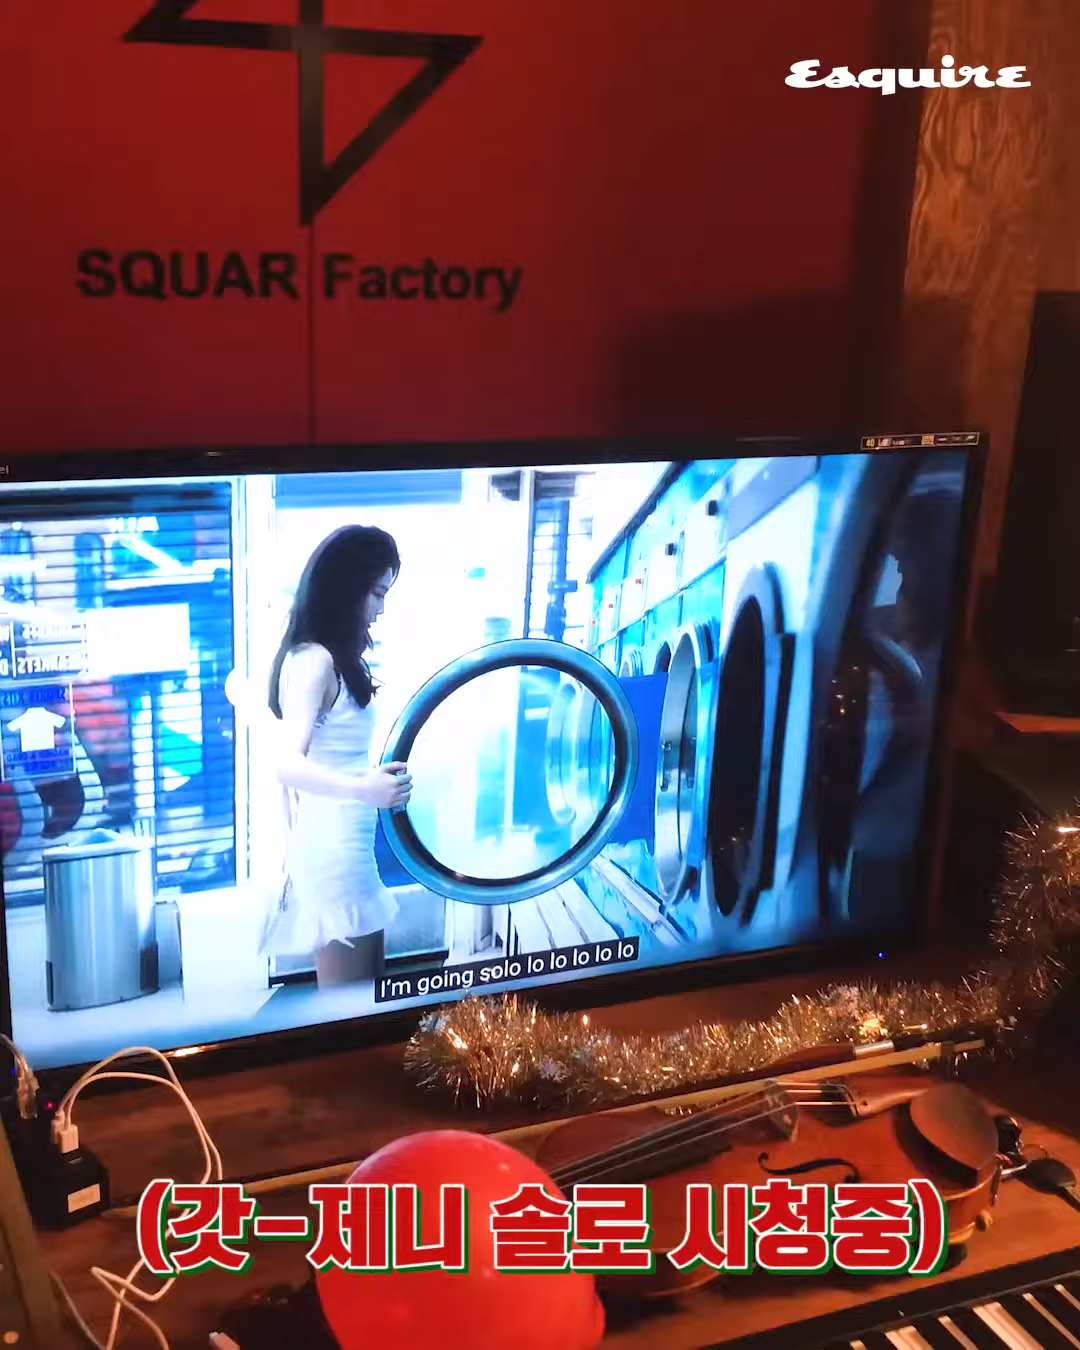 Esquire
SQUAR Factory
I'm going solo lo lo lo lo lo
(갓-제니 솔로 시청중)